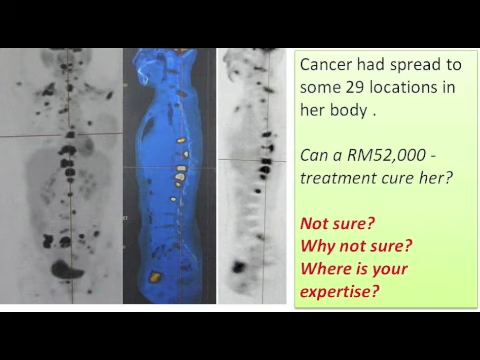 Cancer had spread to
some 29 locations in
her body .
Can a RM52,000 -
treatment cure her?
Not sure?
Why not sure?
Where is your
expertise?